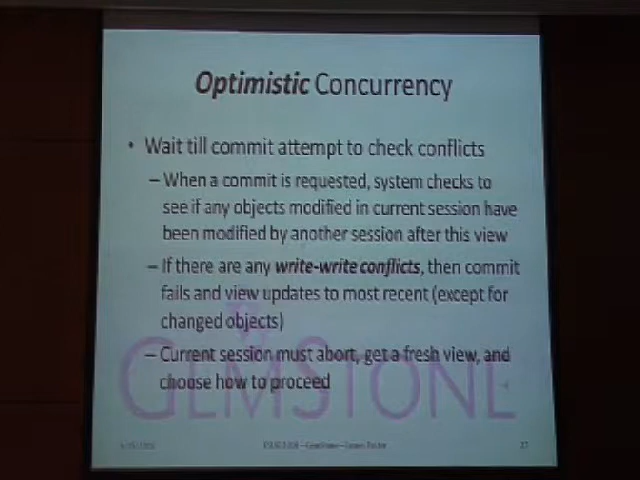 Optimistic Concurrency
• Wait till commit attempt to check conflicts
– When a commit is requested, system checks to
see if any objects modified in current session have
been modified by another session after this view
– If there are any write-write conflicts, then commit
fails and view updates to most recent (except for
changed objects)
– Current session must abort, get a fresh view, and
choose how to proceed
GEMSTONE